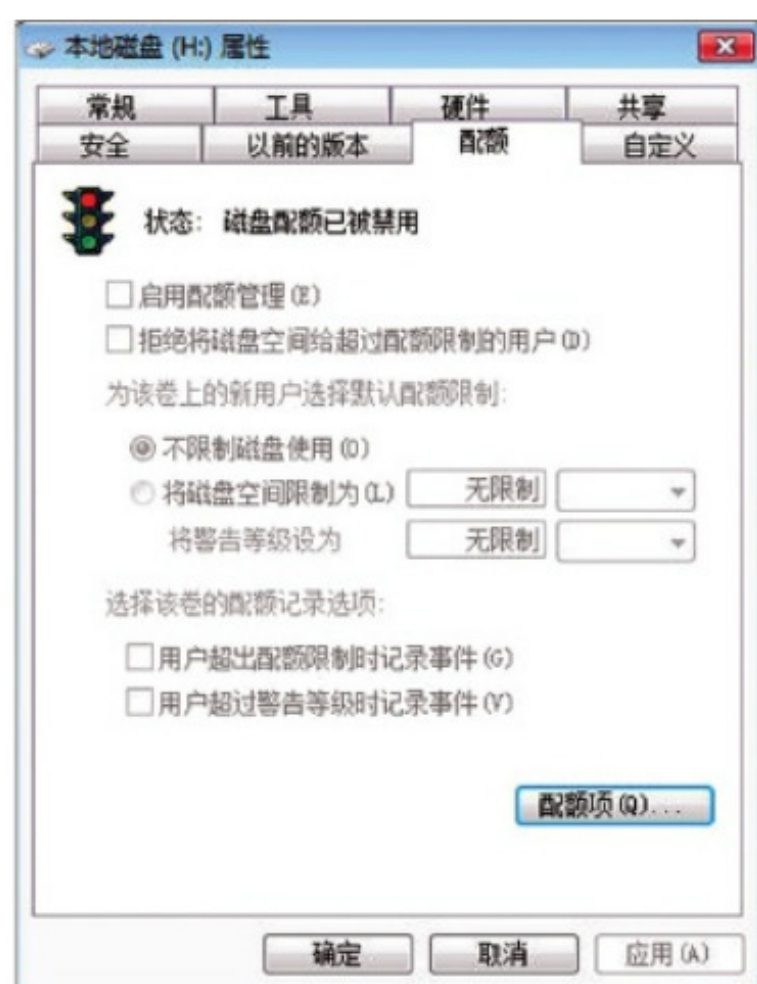 本地磁盘 (H:) 属性
常规 工具 硬件 共享
安全 以前的版本 配额 自定义
状态: 磁盘配额已被禁用
启用配额管理(E)
拒绝将磁盘空间给超过配额限制的用户(D)
为该卷上的新用户选择默认配额限制:
不限制磁盘使用(O)
将磁盘空间限制为(L) 无限制
将警告等级设为 无限制
选择该卷的配额记录选项:
用户超出配额限制时记录事件(G)
用户超过警告等级时记录事件(V)
配额项(Q)...
确定 取消 应用(A)